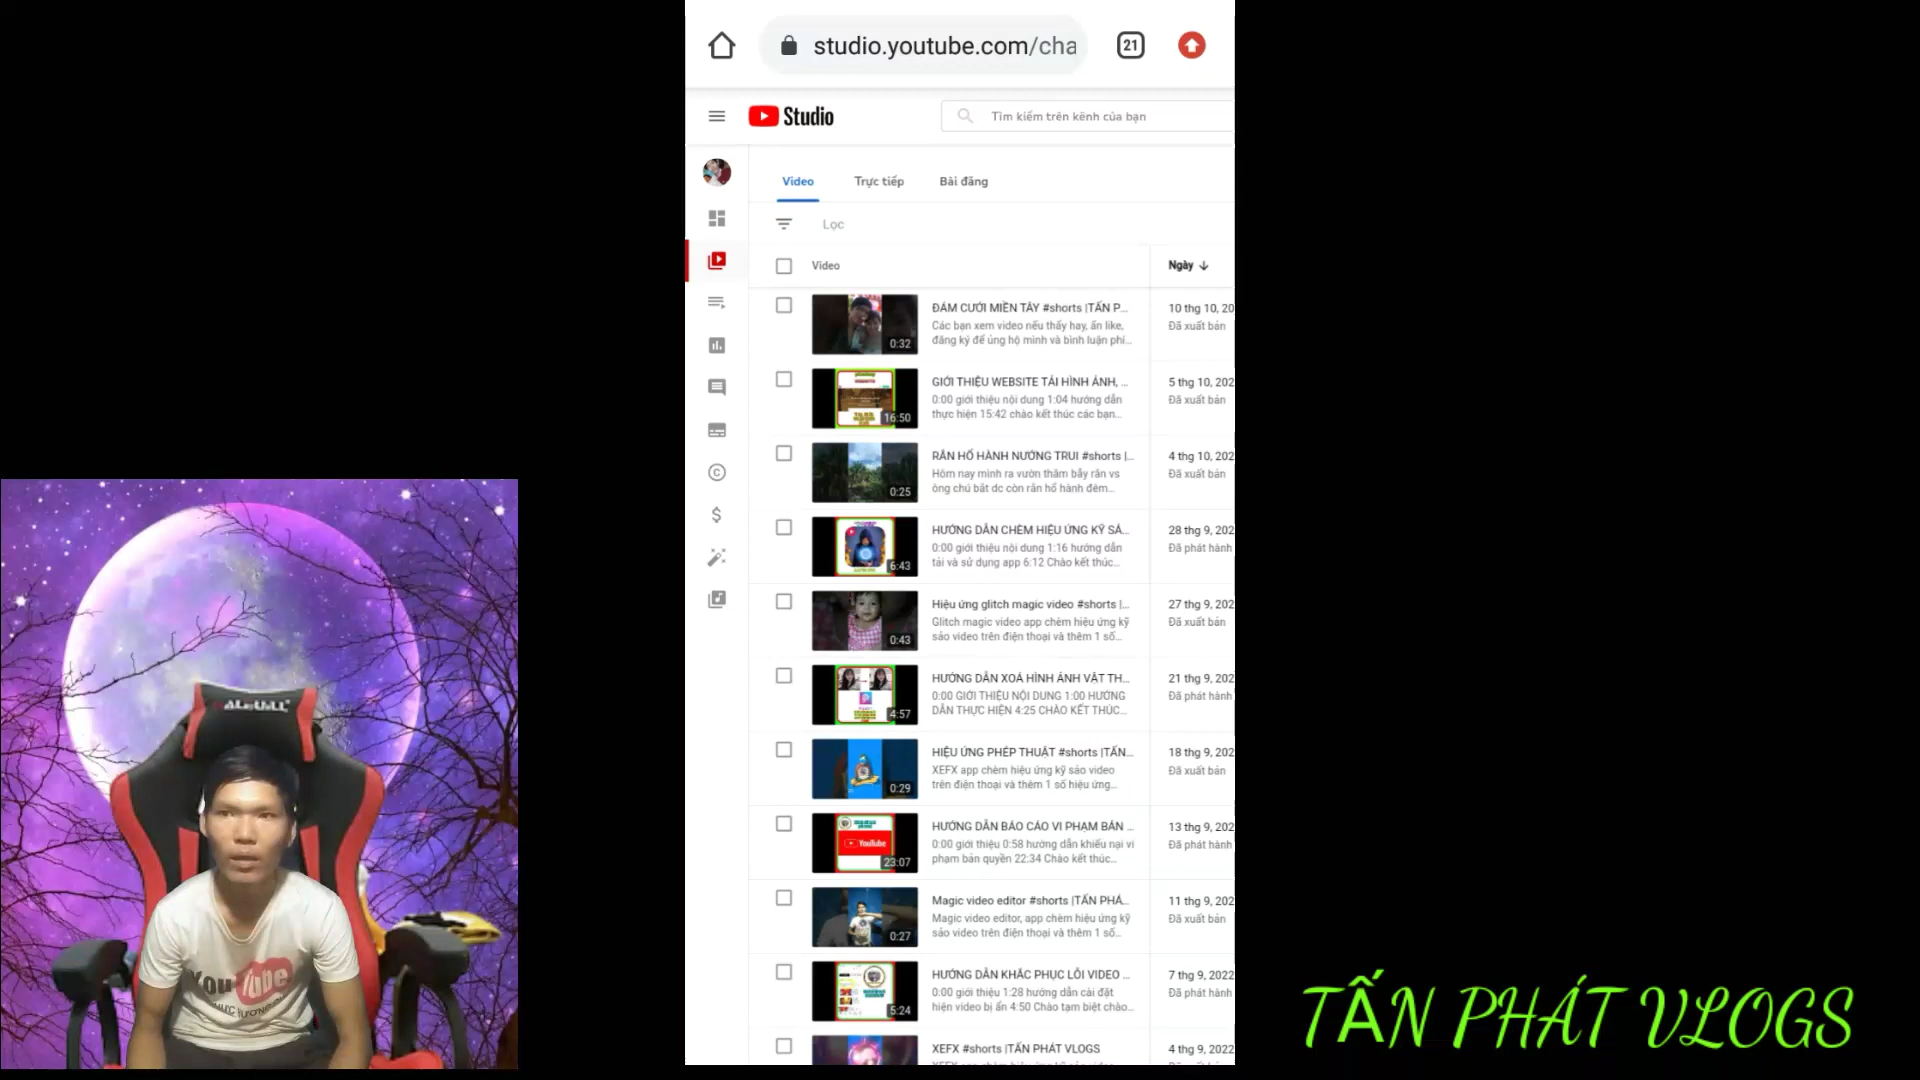 studio.youtube.com/cha
21
Studio
Tìm kiếm trên kênh của bạn
Video
Trực tiếp
Bài đăng
Lọc
Video
Ngày
ĐÁM CƯỚI MIỀN TÂY #shorts |TẤN P...
10 thg 10, 20
Các bạn xem video nếu thấy hay, ấn like,
Đã xuất bản
đăng ký để ủng hộ mình và bình luận phí...
0:32
GIỚI THIỆU WEBSITE TẢI HÌNH ẢNH, ...
5 thg 10, 202
0:00 giới thiệu nội dung 1:04 hướng dẫn
Đã xuất bản
thực hiện 15:42 chào kết thúc các bạn...
16:50
RẮN HỔ HÀNH NƯỚNG TRUI #shorts |...
4 thg 10, 202
Hôm nay mình ra vườn thăm bẫy rắn vs
Đã xuất bản
ông chú bắt dc còn rắn hổ hành đêm...
0:25
HƯỚNG DẪN CHÈM HIỆU ỨNG KỸ SẢ...
28 thg 9, 202
0:00 giới thiệu nội dung 1:16 hướng dẫn
Đã phát hành
tải và sử dụng app 6:12 Chào kết thúc...
6:43
Hiệu ứng glitch magic video #shorts |...
27 thg 9, 202
Glitch magic video app chèm hiệu ứng kỹ
Đã xuất bản
sảo video trên điện thoại và thêm 1 số...
0:43
HƯỚNG DẪN XOÁ HÌNH ẢNH VẬT TH...
21 thg 9, 202
0:00 GIỚI THIỆU NỘI DUNG 1:00 HƯỚNG
Đã phát hành
DẪN THỰC HIỆN 4:25 CHÀO KẾT THÚC...
4:57
HIỆU ỨNG PHÉP THUẬT #shorts |TẤN...
18 thg 9, 202
XEFX app chèm hiệu ứng kỹ sảo video
Đã xuất bản
trên điện thoại và thêm 1 số hiệu ứng...
0:29
HƯỚNG DẪN BÁO CÁO VI PHẠM BẢN ...
13 thg 9, 202
0:00 giới thiệu 0:58 hướng dẫn khiếu nại vi
Đã phát hành
YouTube
phạm bản quyền 22:34 Chào kết thúc...
23:07
Magic video editor #shorts |TẤN PHÁ...
11 thg 9, 202
Magic video editor, app chèm hiệu ứng kỹ
Đã xuất bản
sảo video trên điện thoại và thêm 1 số...
0:27
HƯỚNG DẪN KHẮC PHỤC LỖI VIDEO ...
7 thg 9, 2022
0:00 giới thiệu 1:28 hướng dẫn cài đặt
Đã phát hành
hiện video bị ẩn 4:50 Chào tạm biệt chào...
5:24
XEFX #shorts |TẤN PHÁT VLOGS
4 thg 9, 2022
You Tube
TẤN PHÁT VLOGS